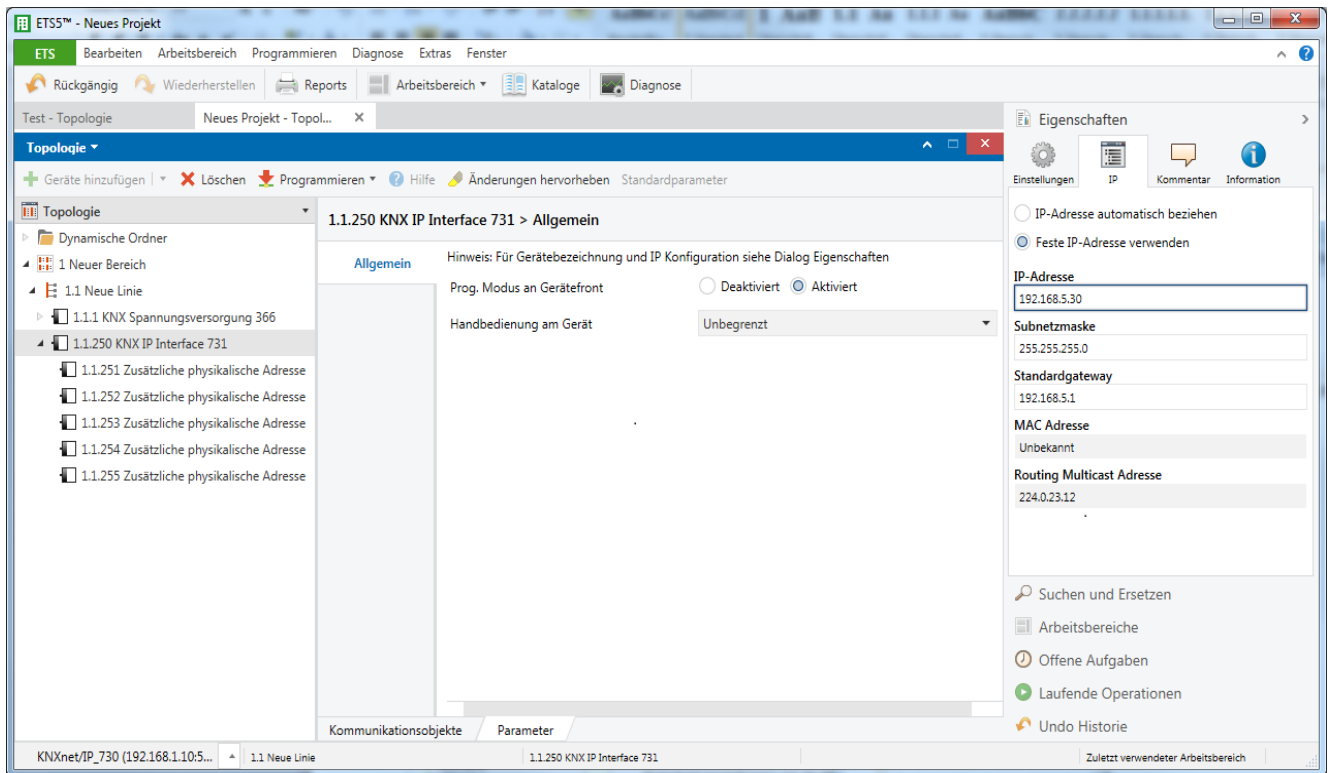 ETS5™ - Neues Projekt
ETS Bearbeiten Arbeitsbereich Programmieren Diagnose Extras Fenster
Rückgängig Wiederherstellen Reports Arbeitsbereich Kataloge Diagnose
Test - Topologie Neues Projekt - Topol...
Topologie
Geräte hinzufügen Löschen Programmieren Hilfe Änderungen hervorheben Standardparameter
Topologie
Dynamische Ordner
1 Neuer Bereich
1.1 Neue Linie
1.1.1 KNX Spannungsversorgung 366
1.1.250 KNX IP Interface 731
1.1.251 Zusätzliche physikalische Adresse
1.1.252 Zusätzliche physikalische Adresse
1.1.253 Zusätzliche physikalische Adresse
1.1.254 Zusätzliche physikalische Adresse
1.1.255 Zusätzliche physikalische Adresse
1.1.250 KNX IP Interface 731 > Allgemein
Allgemein
Hinweis: Für Gerätebezeichnung und IP Konfiguration siehe Dialog Eigenschaften
Prog. Modus an Gerätefront Deaktiviert Aktiviert
Handbedienung am Gerät Unbegrenzt
Kommunikationsobjekte Parameter
Eigenschaften
Einstellungen IP Kommentar Information
IP-Adresse automatisch beziehen
Feste IP-Adresse verwenden
IP-Adresse
192.168.5.30
Subnetzmaske
255.255.255.0
Standardgateway
192.168.5.1
MAC Adresse
Unbekannt
Routing Multicast Adresse
224.0.23.12
Suchen und Ersetzen
Arbeitsbereiche
Offene Aufgaben
Laufende Operationen
Undo Historie
KNXnet/IP_730 (192.168.1.10:5... 1.1 Neue Linie 1.1.250 KNX IP Interface 731 Zuletzt verwendeter Arbeitsbereich